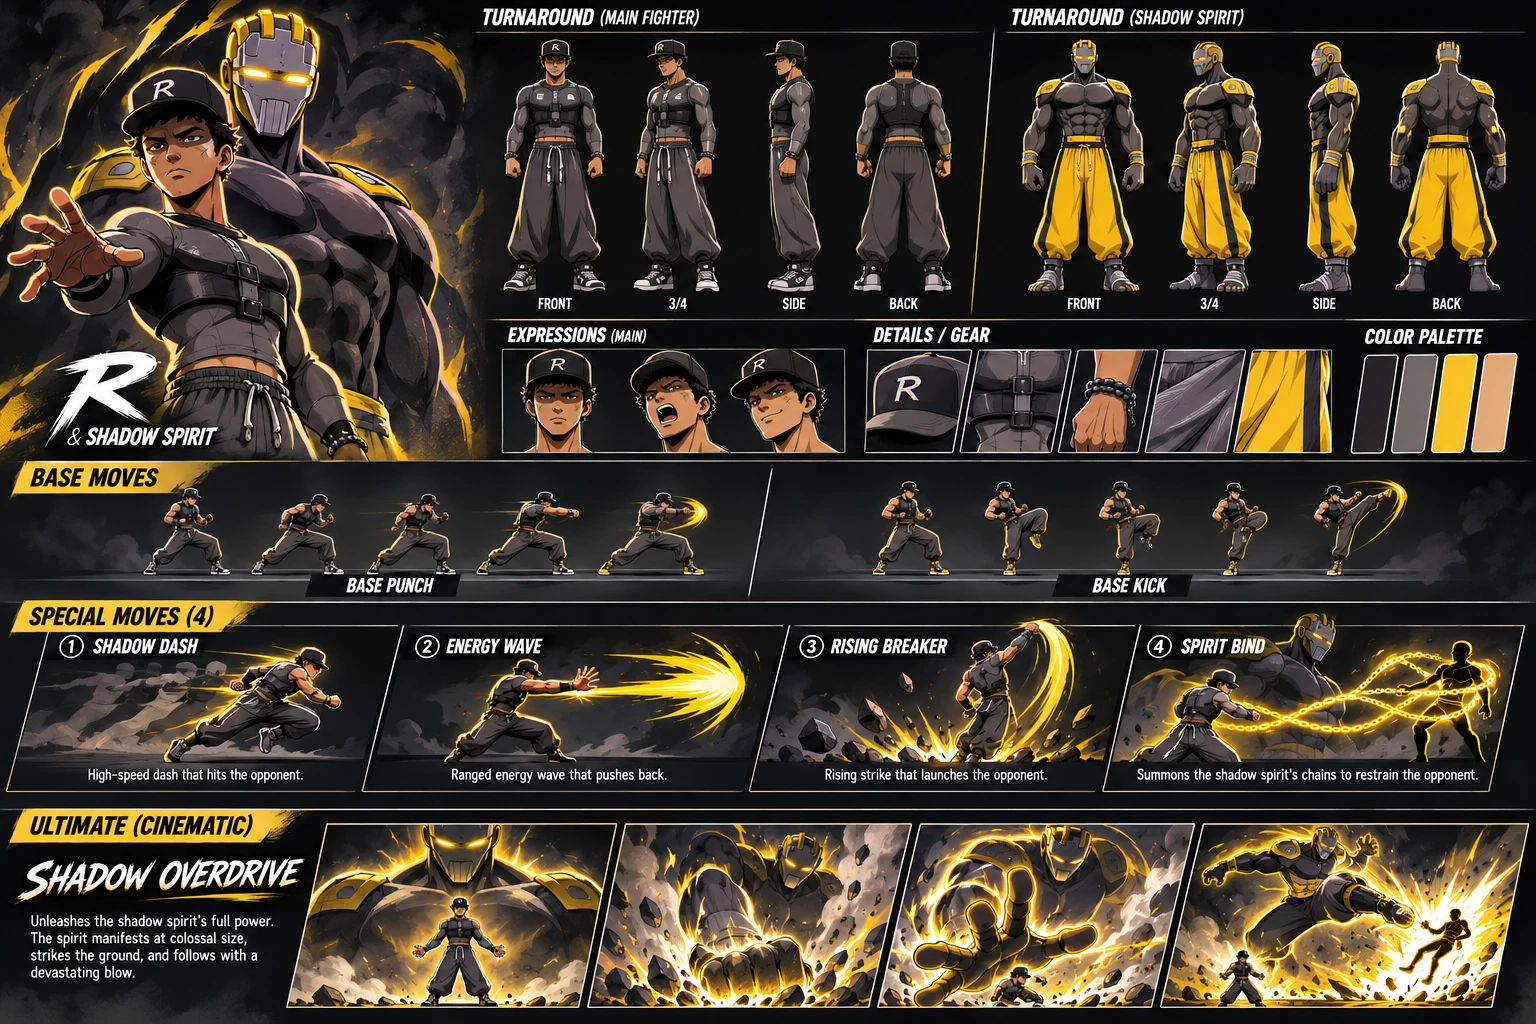 R
& SHADOW SPIRIT
TURNAROUND (MAIN FIGHTER)
FRONT
3/4
SIDE
BACK
TURNAROUND (SHADOW SPIRIT)
FRONT
3/4
SIDE
BACK
EXPRESSIONS (MAIN)
DETAILS / GEAR
COLOR PALETTE
BASE MOVES
BASE PUNCH
BASE KICK
SPECIAL MOVES (4)
1 SHADOW DASH
High-speed dash that hits the opponent.
2 ENERGY WAVE
Ranged energy wave that pushes back.
3 RISING BREAKER
Rising strike that launches the opponent.
4 SPIRIT BIND
Summons the shadow spirit's chains to restrain the opponent.
ULTIMATE (CINEMATIC)
SHADOW OVERDRIVE
Unleashes the shadow spirit's full power.
The spirit manifests at colossal size,
strikes the ground, and follows with a
devastating blow.